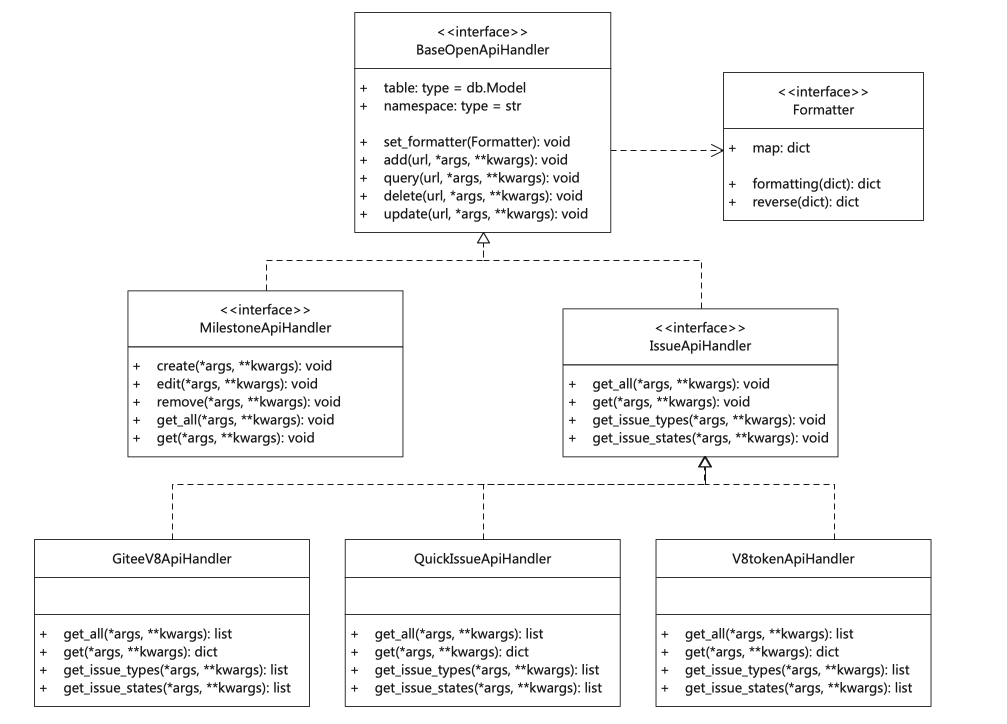 <<interface>>
BaseOpenApiHandler
+ table: type = db.Model
+ namespace: type = str
+ set_formatter(Formatter): void
+ add(url, *args, **kwargs): void
+ query(url, *args, **kwargs): void
+ delete(url, *args, **kwargs): void
+ update(url, *args, **kwargs): void
<<interface>>
Formatter
+ map: dict
+ formatting(dict): dict
+ reverse(dict): dict
<<interface>>
MilestoneApiHandler
+ create(*args, **kwargs): void
+ edit(*args, **kwargs): void
+ remove(*args, **kwargs): void
+ get_all(*args, **kwargs): void
+ get(*args, **kwargs): void
<<interface>>
IssueApiHandler
+ get_all(*args, **kwargs): void
+ get(*args, **kwargs): void
+ get_issue_types(*args, **kwargs): void
+ get_issue_states(*args, **kwargs): void
GiteeV8ApiHandler
+ get_all(*args, **kwargs): list
+ get(*args, **kwargs): dict
+ get_issue_types(*args, **kwargs): list
+ get_issue_states(*args, **kwargs): list
QuickIssueApiHandler
+ get_all(*args, **kwargs): list
+ get(*args, **kwargs): dict
+ get_issue_types(*args, **kwargs): list
+ get_issue_states(*args, **kwargs): list
V8tokenApiHandler
+ get_all(*args, **kwargs): list
+ get(*args, **kwargs): dict
+ get_issue_types(*args, **kwargs): list
+ get_issue_states(*args, **kwargs): list